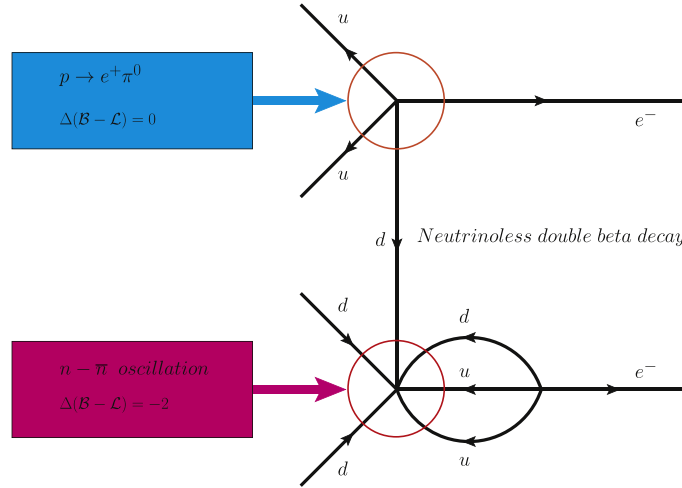 u
p → e⁺π⁰
Δ(ℬ − ℒ) = 0
e⁻
u
d
Neutrinoless double beta decay
d
d
n − n̅ oscillation
u
e⁻
Δ(ℬ − ℒ) = −2
d
u